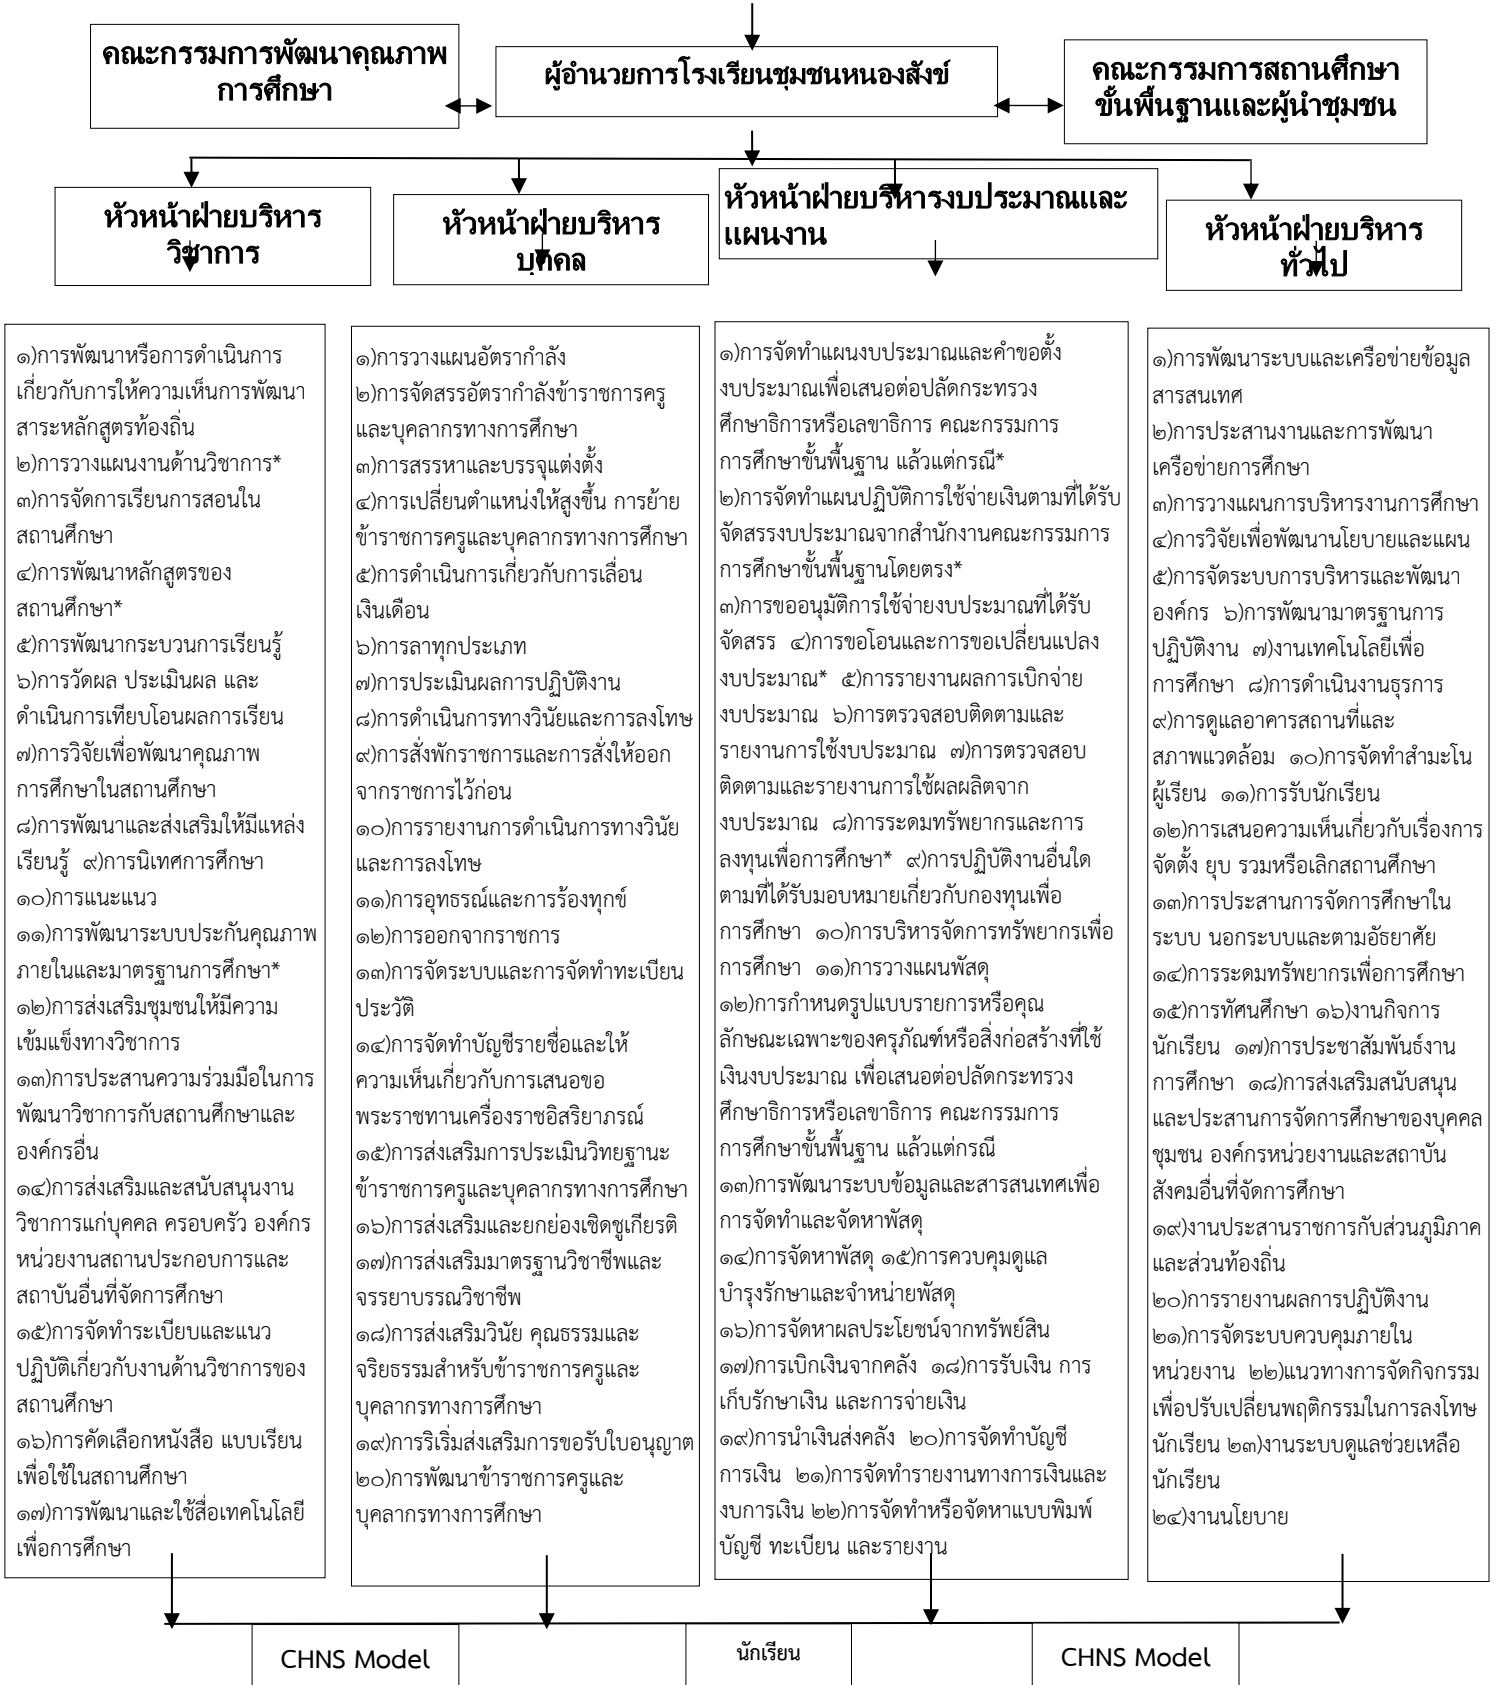 คณะกรรมการพัฒนาคุณภาพ
การศึกษา
ผู้อำนวยการโรงเรียนชุมชนหนองสังข์
คณะกรรมการสถานศึกษา
ขั้นพื้นฐานและผู้นำชุมชน
หัวหน้าฝ่ายบริหาร
วิชาการ
หัวหน้าฝ่ายบริหาร
บุคคล
หัวหน้าฝ่ายบริหารงบประมาณและ
แผนงาน
หัวหน้าฝ่ายบริหาร
ทั่วไป
๑)การพัฒนาหรือการดำเนินการ
เกี่ยวกับการให้ความเห็นการพัฒนา
สาระหลักสูตรท้องถิ่น
๒)การวางแผนงานด้านวิชาการ*
๓)การจัดการเรียนการสอนใน
สถานศึกษา
๔)การพัฒนาหลักสูตรของ
สถานศึกษา*
๕)การพัฒนากระบวนการเรียนรู้
๖)การวัดผล ประเมินผล และ
ดำเนินการเทียบโอนผลการเรียน
๗)การวิจัยเพื่อพัฒนาคุณภาพ
การศึกษาในสถานศึกษา
๘)การพัฒนาและส่งเสริมให้มีแหล่ง
เรียนรู้ ๙)การนิเทศการศึกษา
๑๐)การแนะแนว
๑๑)การพัฒนาระบบประกันคุณภาพ
ภายในและมาตรฐานการศึกษา*
๑๒)การส่งเสริมชุมชนให้มีความ
เข้มแข็งทางวิชาการ
๑๓)การประสานความร่วมมือในการ
พัฒนาวิชาการกับสถานศึกษาและ
องค์กรอื่น
๑๔)การส่งเสริมและสนับสนุนงาน
วิชาการแก่บุคคล ครอบครัว องค์กร
หน่วยงานสถานประกอบการและ
สถาบันอื่นที่จัดการศึกษา
๑๕)การจัดทำระเบียบและแนว
ปฏิบัติเกี่ยวกับงานด้านวิชาการของ
สถานศึกษา
๑๖)การคัดเลือกหนังสือ แบบเรียน
เพื่อใช้ในสถานศึกษา
๑๗)การพัฒนาและใช้สื่อเทคโนโลยี
เพื่อการศึกษา
๑)การวางแผนอัตรากำลัง
๒)การจัดสรรอัตรากำลังข้าราชการครู
และบุคลากรทางการศึกษา
๓)การสรรหาและบรรจุแต่งตั้ง
๔)การเปลี่ยนตำแหน่งให้สูงขึ้น การย้าย
ข้าราชการครูและบุคลากรทางการศึกษา
๕)การดำเนินการเกี่ยวกับการเลื่อน
เงินเดือน
๖)การลาทุกประเภท
๗)การประเมินผลการปฏิบัติงาน
๘)การดำเนินการทางวินัยและการลงโทษ
๙)การสั่งพักราชการและการสั่งให้ออก
จากราชการไว้ก่อน
๑๐)การรายงานการดำเนินการทางวินัย
และการลงโทษ
๑๑)การอุทธรณ์และการร้องทุกข์
๑๒)การออกจากราชการ
๑๓)การจัดระบบและการจัดทำทะเบียน
ประวัติ
๑๔)การจัดทำบัญชีรายชื่อและให้
ความเห็นเกี่ยวกับการเสนอขอ
พระราชทานเครื่องราชอิสริยาภรณ์
๑๕)การส่งเสริมการประเมินวิทยฐานะ
ข้าราชการครูและบุคลากรทางการศึกษา
๑๖)การส่งเสริมและยกย่องเชิดชูเกียรติ
๑๗)การส่งเสริมมาตรฐานวิชาชีพและ
จรรยาบรรณวิชาชีพ
๑๘)การส่งเสริมวินัย คุณธรรมและ
จริยธรรมสำหรับข้าราชการครูและ
บุคลากรทางการศึกษา
๑๙)การริเริ่มส่งเสริมการขอรับใบอนุญาต
๒๐)การพัฒนาข้าราชการครูและ
บุคลากรทางการศึกษา
๑)การจัดทำแผนงบประมาณและคำขอตั้ง
งบประมาณเพื่อเสนอต่อปลัดกระทรวง
ศึกษาธิการหรือเลขาธิการ คณะกรรมการ
การศึกษาขั้นพื้นฐาน แล้วแต่กรณี*
๒)การจัดทำแผนปฏิบัติการใช้จ่ายเงินตามที่ได้รับ
จัดสรรงบประมาณจากสำนักงานคณะกรรมการ
การศึกษาขั้นพื้นฐานโดยตรง*
๓)การขออนุมัติการใช้จ่ายงบประมาณที่ได้รับ
จัดสรร ๔)การขอโอนและการขอเปลี่ยนแปลง
งบประมาณ* ๕)การรายงานผลการเบิกจ่าย
งบประมาณ ๖)การตรวจสอบติดตามและ
รายงานการใช้งบประมาณ ๗)การตรวจสอบ
ติดตามและรายงานการใช้ผลผลิตจาก
งบประมาณ ๘)การระดมทรัพยากรและการ
ลงทุนเพื่อการศึกษา* ๙)การปฏิบัติงานอื่นใด
ตามที่ได้รับมอบหมายเกี่ยวกับกองทุนเพื่อ
การศึกษา ๑๐)การบริหารจัดการทรัพยากรเพื่อ
การศึกษา ๑๑)การวางแผนพัสดุ
๑๒)การกำหนดรูปแบบรายการหรือคุณ
ลักษณะเฉพาะของครุภัณฑ์หรือสิ่งก่อสร้างที่ใช้
เงินงบประมาณ เพื่อเสนอต่อปลัดกระทรวง
ศึกษาธิการหรือเลขาธิการ คณะกรรมการ
การศึกษาขั้นพื้นฐาน แล้วแต่กรณี
๑๓)การพัฒนาระบบข้อมูลและสารสนเทศเพื่อ
การจัดทำและจัดหาพัสดุ
๑๔)การจัดหาพัสดุ ๑๕)การควบคุมดูแล
บำรุงรักษาและจำหน่ายพัสดุ
๑๖)การจัดหาผลประโยชน์จากทรัพย์สิน
๑๗)การเบิกเงินจากคลัง ๑๘)การรับเงิน การ
เก็บรักษาเงิน และการจ่ายเงิน
๑๙)การนำเงินส่งคลัง ๒๐)การจัดทำบัญชี
การเงิน ๒๑)การจัดทำรายงานทางการเงินและ
งบการเงิน ๒๒)การจัดทำหรือจัดหาแบบพิมพ์
บัญชี ทะเบียน และรายงาน
๑)การพัฒนาระบบและเครือข่ายข้อมูล
สารสนเทศ
๒)การประสานงานและการพัฒนา
เครือข่ายการศึกษา
๓)การวางแผนการบริหารงานการศึกษา
๔)การวิจัยเพื่อพัฒนานโยบายและแผน
๕)การจัดระบบการบริหารและพัฒนา
องค์กร ๖)การพัฒนามาตรฐานการ
ปฏิบัติงาน ๗)งานเทคโนโลยีเพื่อ
การศึกษา ๘)การดำเนินงานธุรการ
๙)การดูแลอาคารสถานที่และ
สภาพแวดล้อม ๑๐)การจัดทำสำมะโน
ผู้เรียน ๑๑)การรับนักเรียน
๑๒)การเสนอความเห็นเกี่ยวกับเรื่องการ
จัดตั้ง ยุบ รวมหรือเลิกสถานศึกษา
๑๓)การประสานการจัดการศึกษาใน
ระบบ นอกระบบและตามอัธยาศัย
๑๔)การระดมทรัพยากรเพื่อการศึกษา
๑๕)การทัศนศึกษา ๑๖)งานกิจการ
นักเรียน ๑๗)การประชาสัมพันธ์งาน
การศึกษา ๑๘)การส่งเสริมสนับสนุน
และประสานการจัดการศึกษาของบุคคล
ชุมชน องค์กรหน่วยงานและสถาบัน
สังคมอื่นที่จัดการศึกษา
๑๙)งานประสานราชการกับส่วนภูมิภาค
และส่วนท้องถิ่น
๒๐)การรายงานผลการปฏิบัติงาน
๒๑)การจัดระบบควบคุมภายใน
หน่วยงาน ๒๒)แนวทางการจัดกิจกรรม
เพื่อปรับเปลี่ยนพฤติกรรมในการลงโทษ
นักเรียน ๒๓)งานระบบดูแลช่วยเหลือ
นักเรียน
๒๔)งานนโยบาย
CHNS Model
นักเรียน
CHNS Model